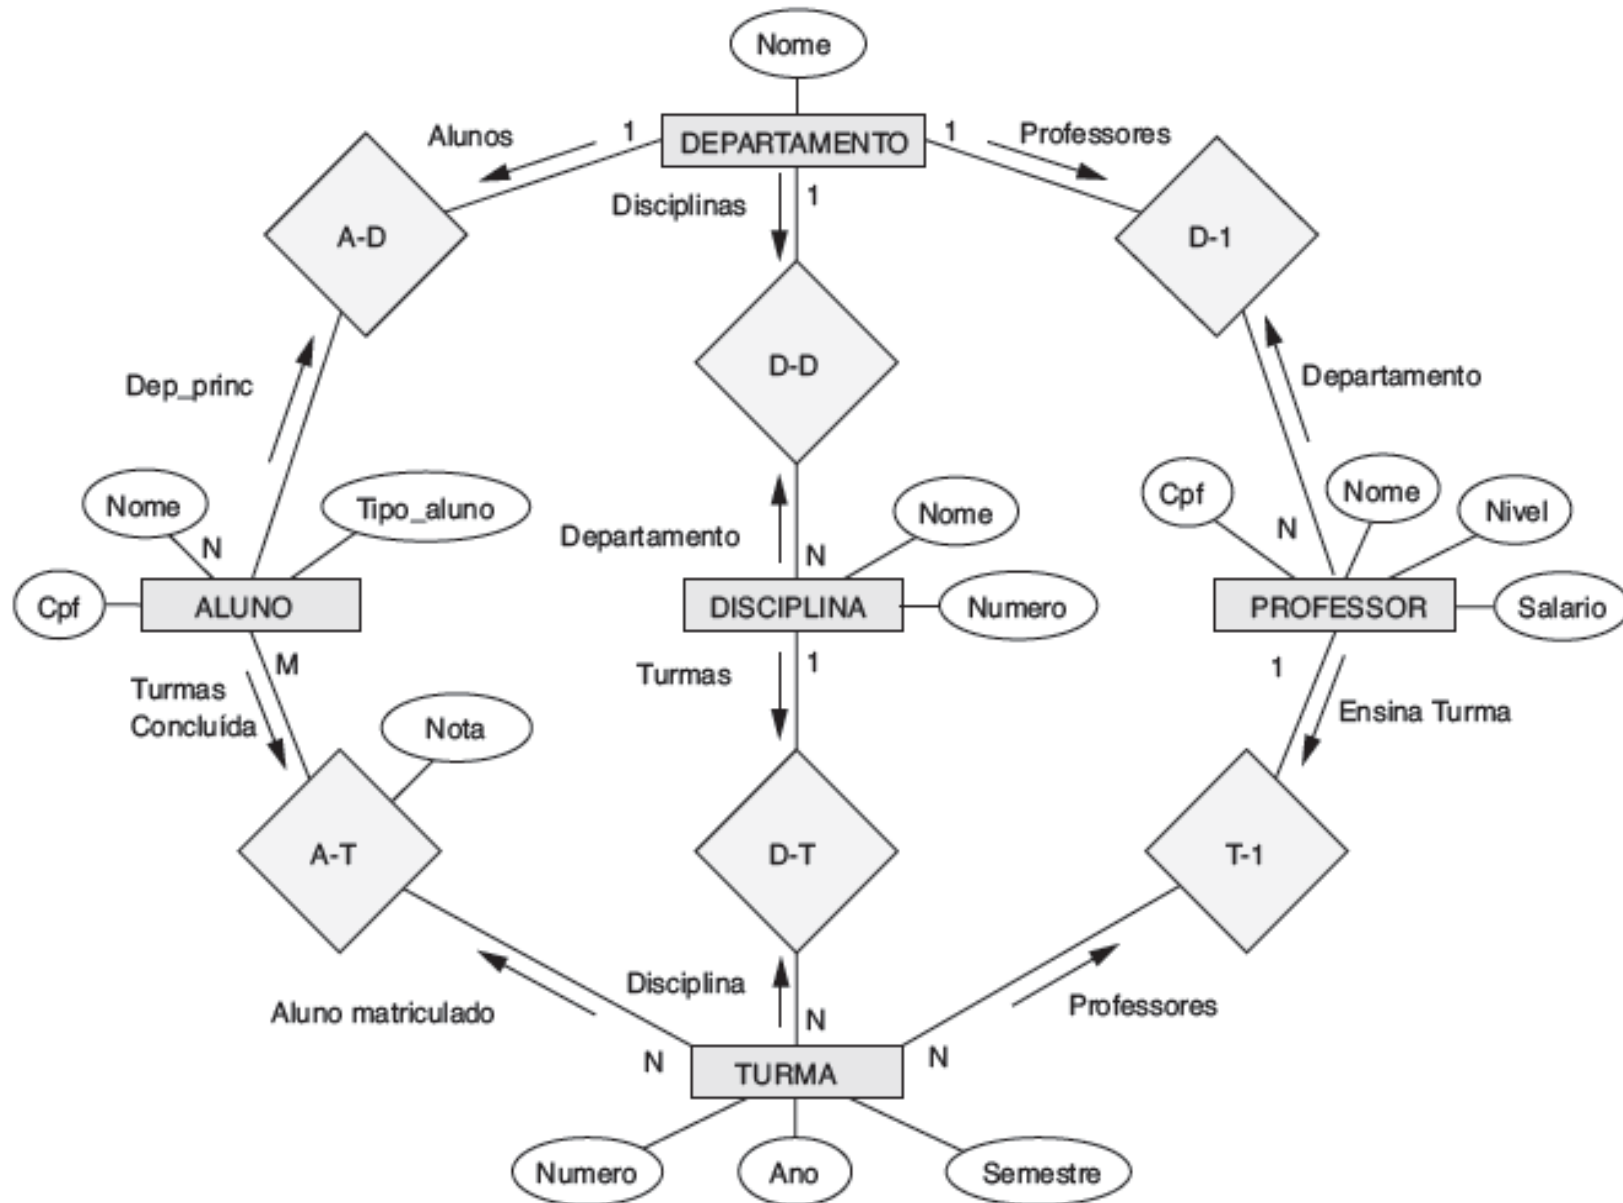 Nome
Alunos
1
DEPARTAMENTO
1
Professores
Disciplinas
1
A-D
D-1
D-D
Dep_princ
Departamento
Nome
N
Tipo_aluno
Departamento
N
Nome
Cpf
N
Nome
Nivel
Cpf
ALUNO
DISCIPLINA
Numero
PROFESSOR
Salario
M
Turmas
Concluída
Turmas
1
1
Ensina Turma
Nota
A-T
D-T
T-1
Aluno matriculado
Disciplina
N
Professores
N
TURMA
N
Numero
Ano
Semestre